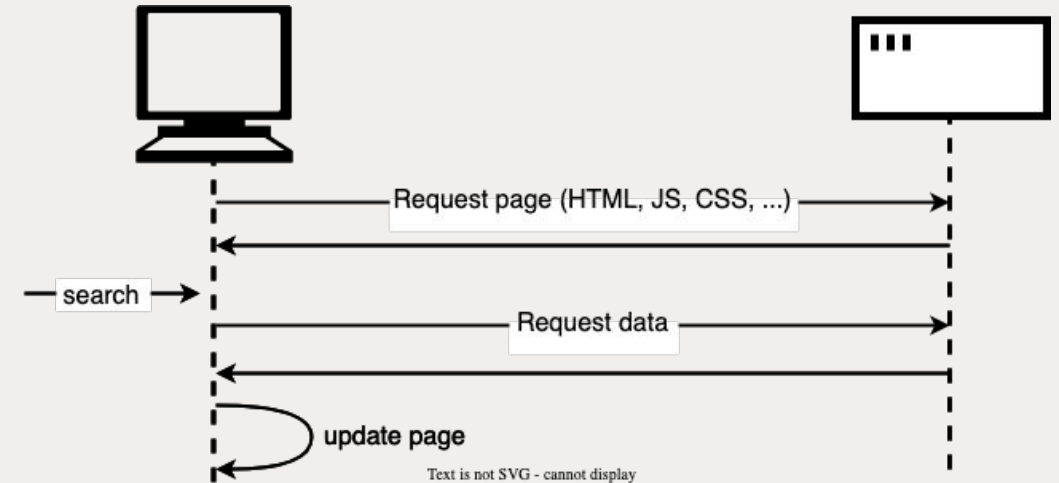 Request page (HTML, JS, CSS, ...)
search
Request data
update page
Text is not SVG - cannot display